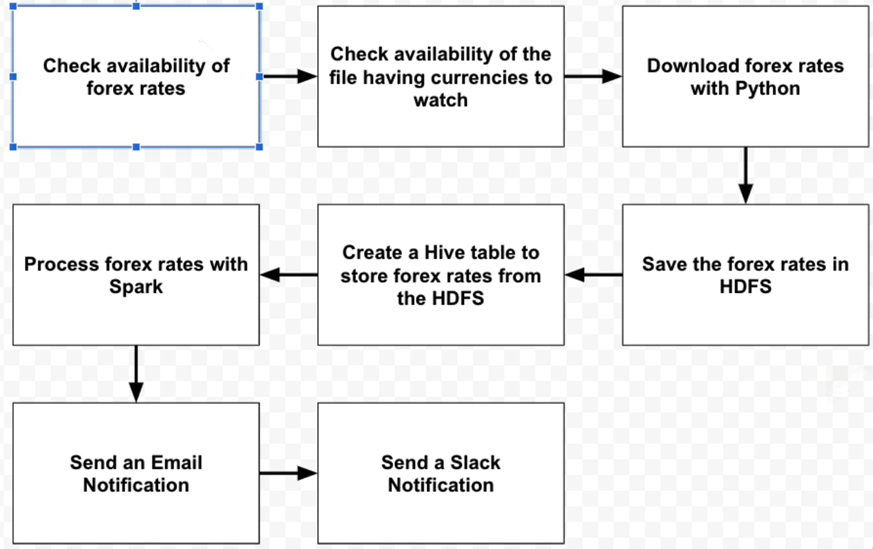 Check availability of
forex rates
Check availability of the
file having currencies to
watch
Download forex rates
with Python
Process forex rates with
Spark
Create a Hive table to
store forex rates from
the HDFS
Save the forex rates in
HDFS
Send an Email
Notification
Send a Slack
Notification